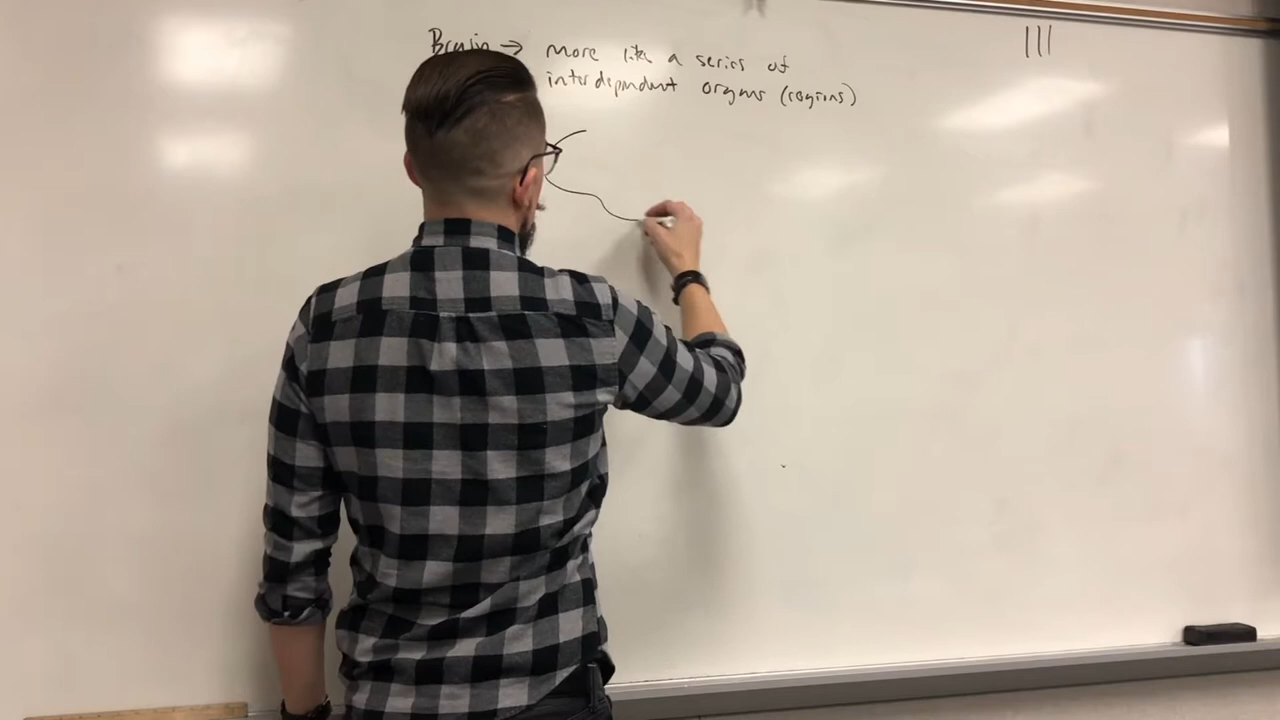 Brain → more like a series of
interdependent organs (regions)
|||